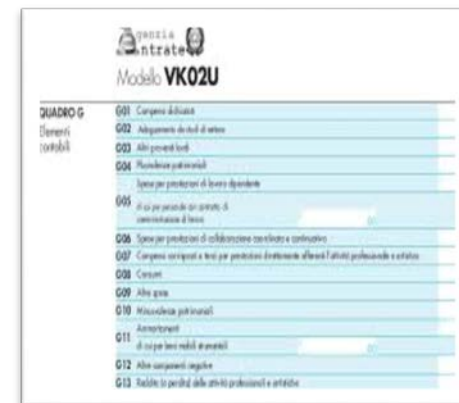 genzia
ntrate
Modello VK02U
QUADRO G
Elementi
contabili
G01 Compensi dichiarati
G02 Adeguamento da studi di settore
G03 Altri proventi lordi
G04 Plusvalenze patrimoniali
Spese per prestazioni di lavoro dipendente
G05
di cui per personale con contratto di
somministrazione di lavoro
G06 Spese per prestazioni di collaborazione coordinata e continuativa
G07 Compensi corrisposti a terzi per prestazioni direttamente afferenti l'attività professionale e artistica
G08 Consumi
G09 Altre spese
G10 Minusvalenze patrimoniali
Ammortamenti
G11
di cui per beni mobili strumentali
G12 Altre componenti negative
G13 Reddito (o perdita) delle attività professionali e artistiche